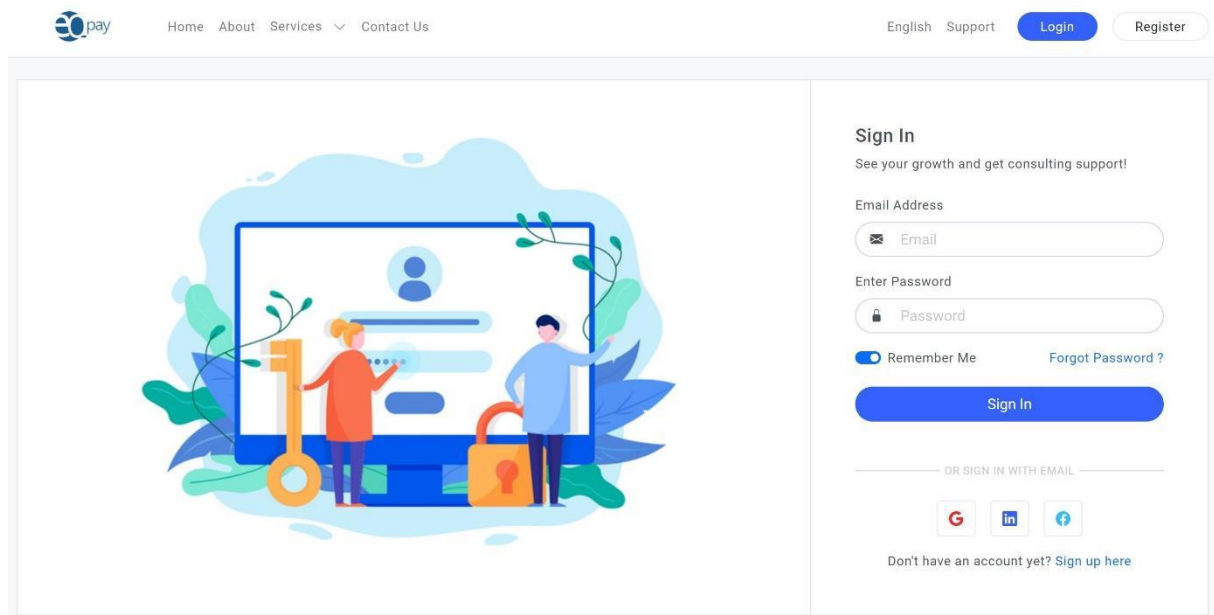 EQ pay
Home About Services Contact Us
English Support Login Register
Sign In
See your growth and get consulting support!
Email Address
Email
Enter Password
Password
Remember Me Forgot Password ?
Sign In
OR SIGN IN WITH EMAIL
G in f
Don't have an account yet? Sign up here